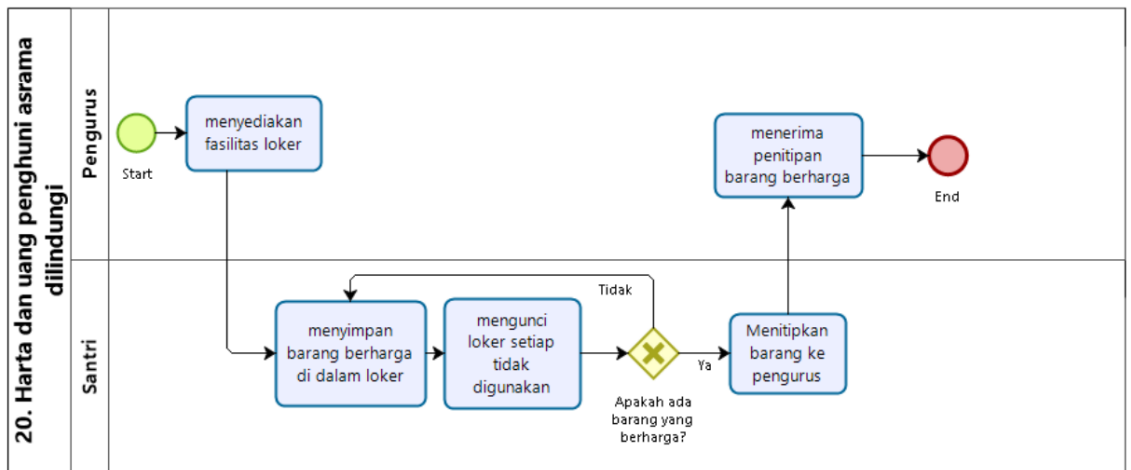 20. Harta dan uang penghuni asrama
dilindungi
Pengurus
Start
menyediakan
fasilitas loker
menerima
penitipan
barang berharga
End
Santri
menyimpan
barang berharga
di dalam loker
mengunci
loker setiap
tidak
digunakan
Tidak
Apakah ada
barang yang
berharga?
Ya
Menitipkan
barang ke
pengurus